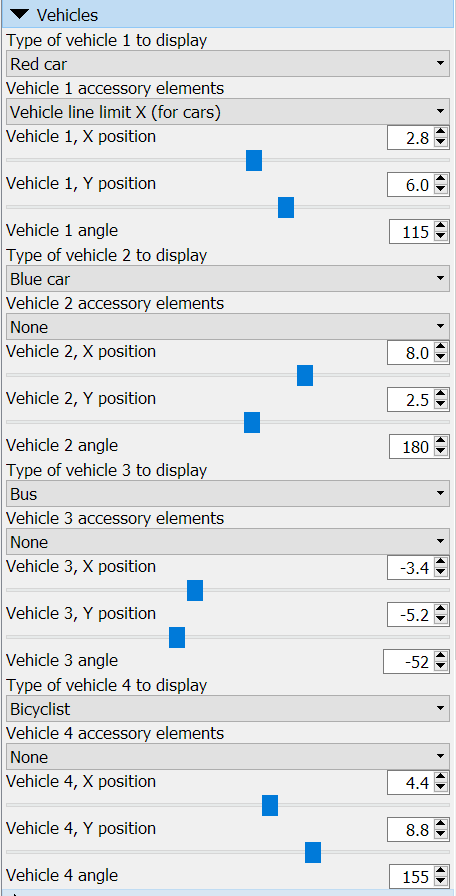 Vehicles
Type of vehicle 1 to display
Red car
Vehicle 1 accessory elements
Vehicle line limit X (for cars)
Vehicle 1, X position 2.8
Vehicle 1, Y position 6.0
Vehicle 1 angle 115
Type of vehicle 2 to display
Blue car
Vehicle 2 accessory elements
None
Vehicle 2, X position 8.0
Vehicle 2, Y position 2.5
Vehicle 2 angle 180
Type of vehicle 3 to display
Bus
Vehicle 3 accessory elements
None
Vehicle 3, X position -3.4
Vehicle 3, Y position -5.2
Vehicle 3 angle -52
Type of vehicle 4 to display
Bicyclist
Vehicle 4 accessory elements
None
Vehicle 4, X position 4.4
Vehicle 4, Y position 8.8
Vehicle 4 angle 155